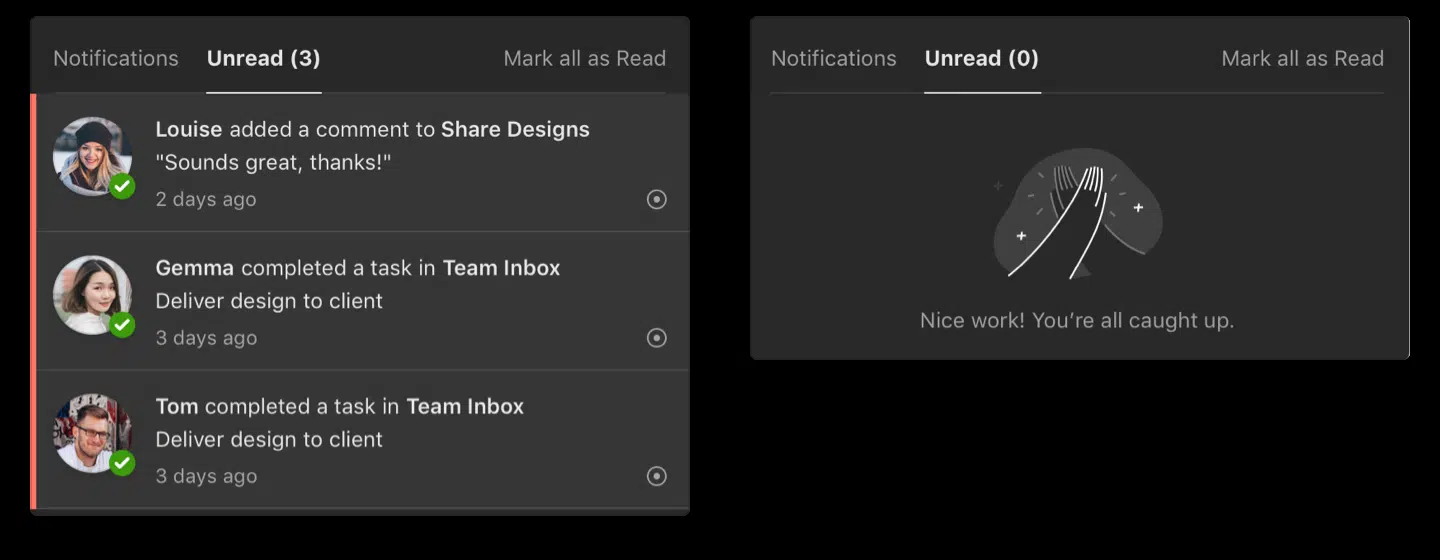 Notifications
Unread (3)
Mark all as Read
Louise added a comment to Share Designs
"Sounds great, thanks!"
2 days ago
Gemma completed a task in Team Inbox
Deliver design to client
3 days ago
Tom completed a task in Team Inbox
Deliver design to client
3 days ago
Notifications
Unread (0)
Mark all as Read
Nice work! You’re all caught up.